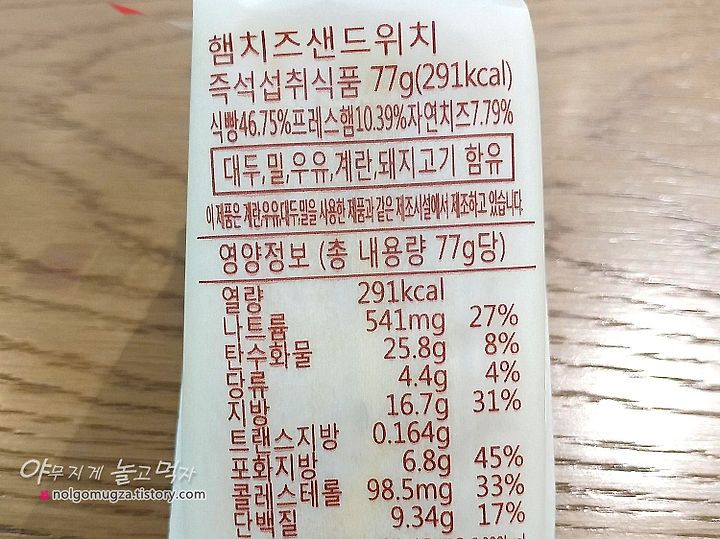 햄치즈샌드위치
즉석섭취식품 77g(291kcal)
식빵46.75%프레스햄10.39%자연치즈7.79%
대두,밀,우유,계란,돼지고기 함유
이 제품은 계란,우유,대두,밀을 사용한 제품과 같은 제조시설에서 제조하고 있습니다
영양정보 (총 내용량 77g당)
열량 291kcal
나트륨 541mg 27%
탄수화물 25.8g 8%
당류 4.4g 4%
지방 16.7g 31%
트랜스지방 0.164g
포화지방 6.8g 45%
콜레스테롤 98.5mg 33%
단백질 9.34g 17%
야무지게 놀고먹자
nolgomugza.tistory.com